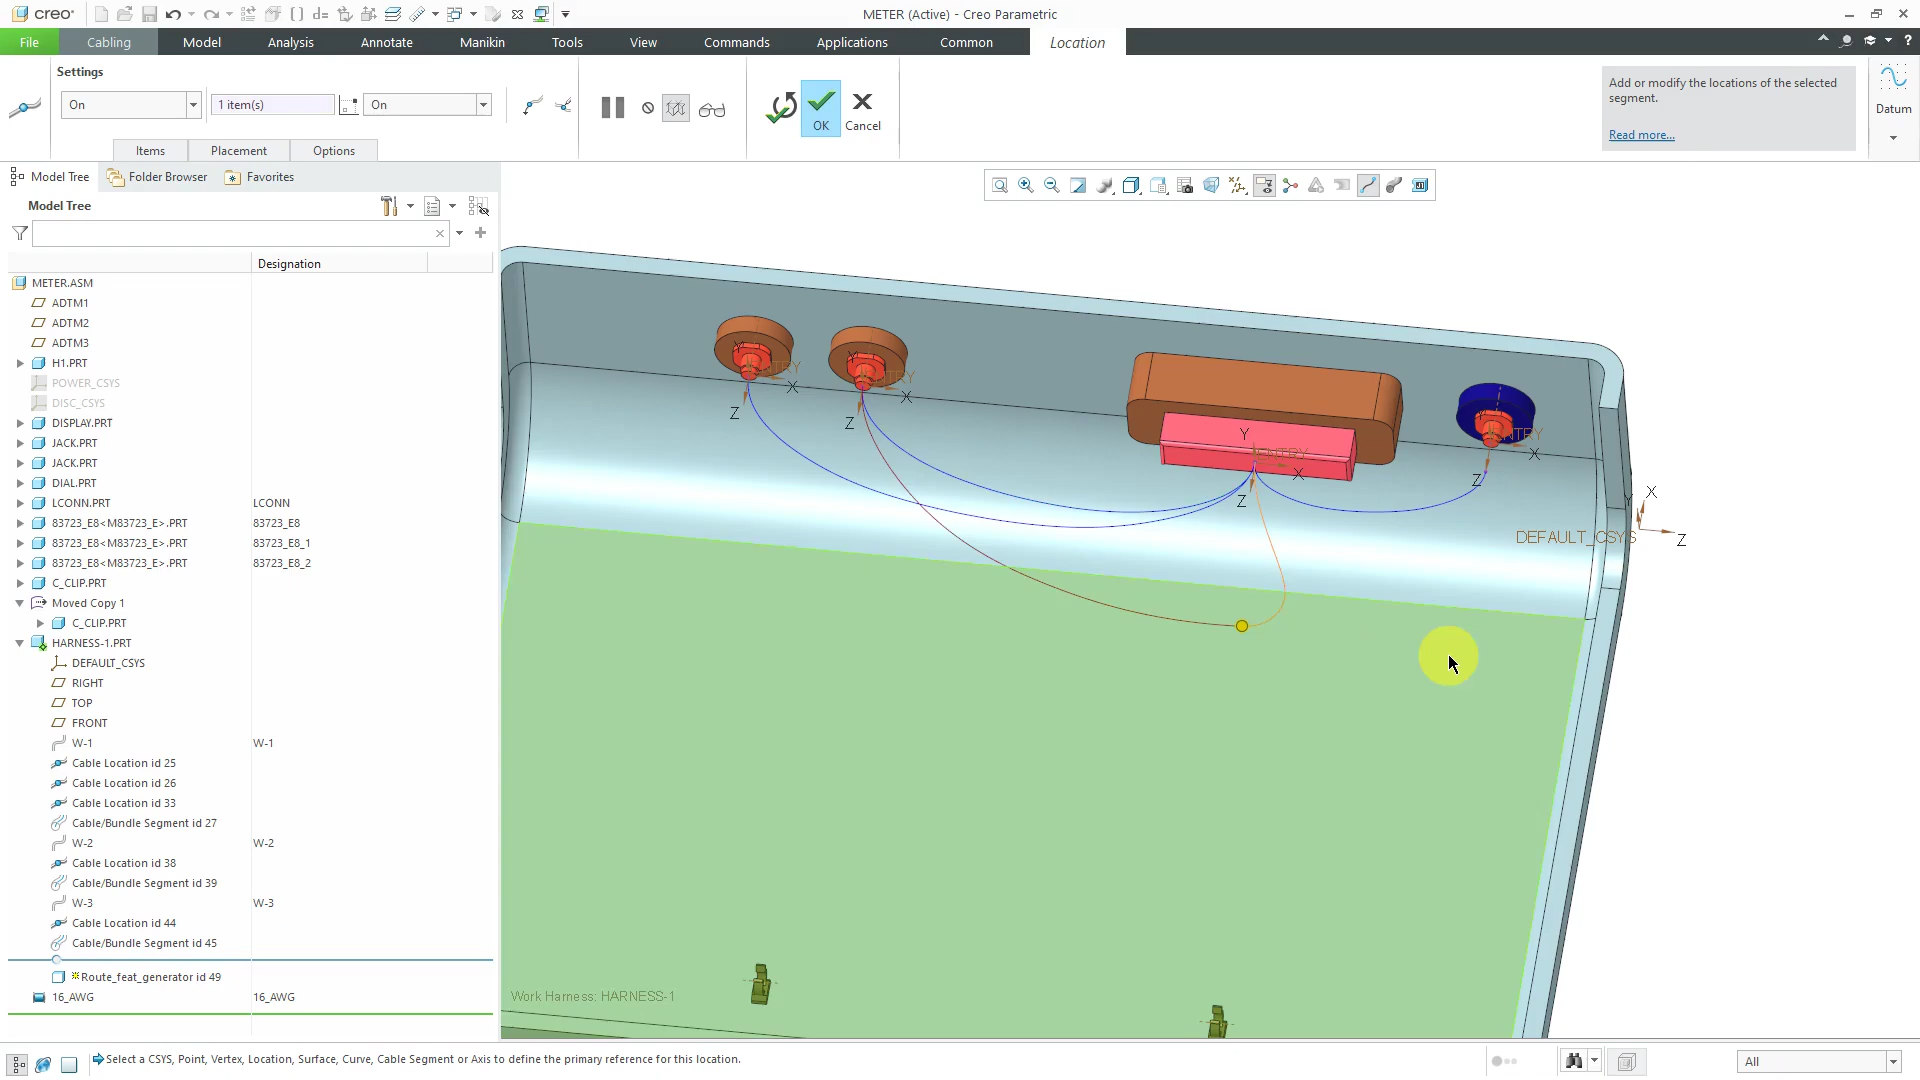 creo
METER (Active) - Creo Parametric
File
Cabling
Model
Analysis
Annotate
Manikin
Tools
View
Commands
Applications
Common
Location
Settings
On
1 item(s)
On
OK
Cancel
Items
Placement
Options
Add or modify the locations of the selected
segment.
Read more...
Datum
Model Tree
Folder Browser
Favorites
Model Tree
Designation
METER.ASM
ADTM1
ADTM2
ADTM3
H1.PRT
POWER_CSYS
DISC_CSYS
DISPLAY.PRT
JACK.PRT
JACK.PRT
DIAL.PRT
LCONN.PRT LCONN
83723_E8<M83723_E>.PRT 83723_E8
83723_E8<M83723_E>.PRT 83723_E8_1
83723_E8<M83723_E>.PRT 83723_E8_2
C_CLIP.PRT
Moved Copy 1
C_CLIP.PRT
HARNESS-1.PRT
DEFAULT_CSYS
RIGHT
TOP
FRONT
W-1 W-1
Cable Location id 25
Cable Location id 26
Cable Location id 33
Cable/Bundle Segment id 27
W-2 W-2
Cable Location id 38
Cable/Bundle Segment id 39
W-3 W-3
Cable Location id 44
Cable/Bundle Segment id 45
Route_feat_generator id 49
16_AWG 16_AWG
Y
X
Z
Y
X
Z
Y
X
Z
X
Z
X
Z
DEFAULT_CSYS
Work Harness: HARNESS-1
Select a CSYS, Point, Vertex, Location, Surface, Curve, Cable Segment or Axis to define the primary reference for this location.
All